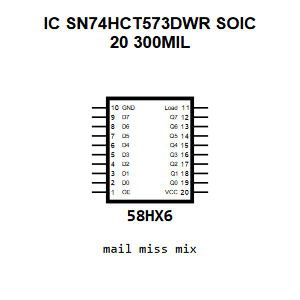 IC SN74HCT573DWR SOIC
20 300MIL
10 GND Load 11
9 D7 Q7 12
8 D6 Q6 13
7 D5 Q5 14
6 D4 Q4 15
5 D3 Q3 16
4 D2 Q2 17
3 D1 Q1 18
2 D0 Q0 19
1 OE VCC 20
58HX6
mail miss mix